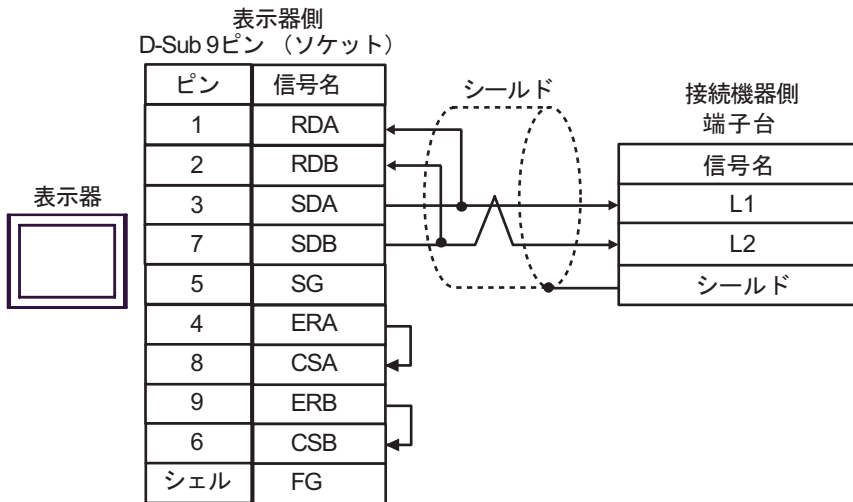 表示器側
D-Sub 9ピン （ソケット）
ピン 信号名
1 RDA
2 RDB
3 SDA
7 SDB
5 SG
4 ERA
8 CSA
9 ERB
6 CSB
シェル FG
表示器
シールド
接続機器側
端子台
信号名
L1
L2
シールド